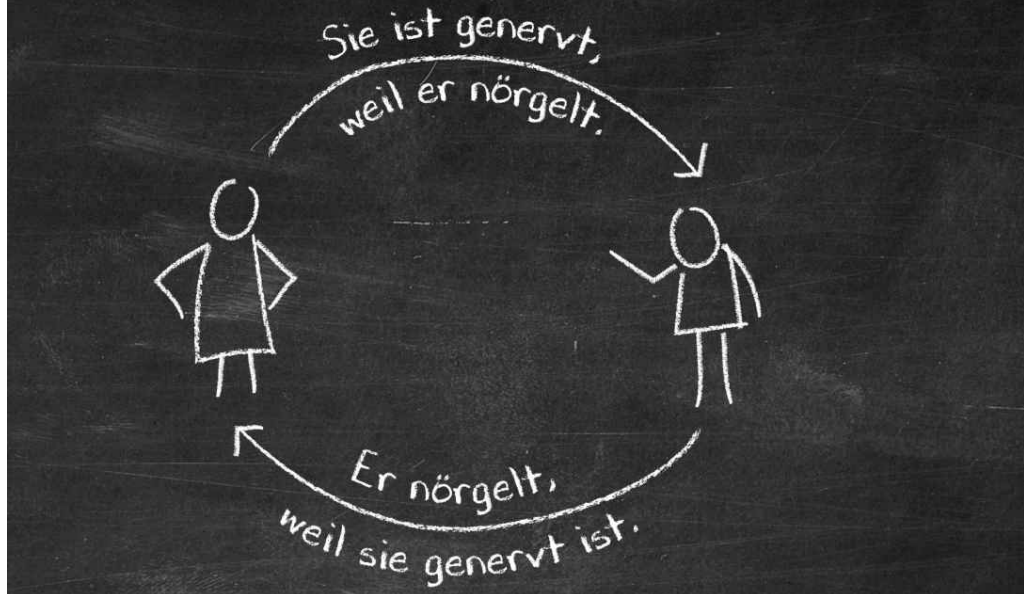 Sie ist genervt,
weil er nörgelt.
Er nörgelt,
weil sie genervt ist.